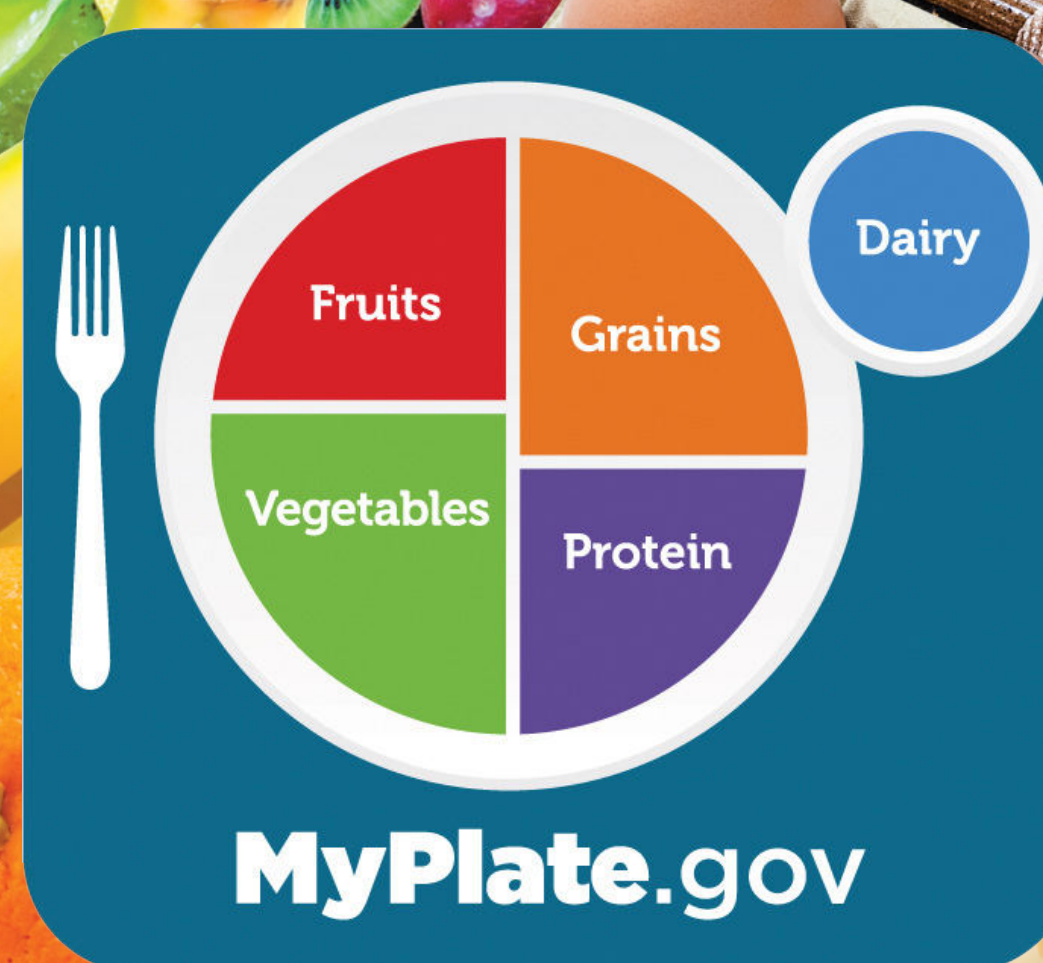 Fruits
Grains
Dairy
Vegetables
Protein
MyPlate.gov